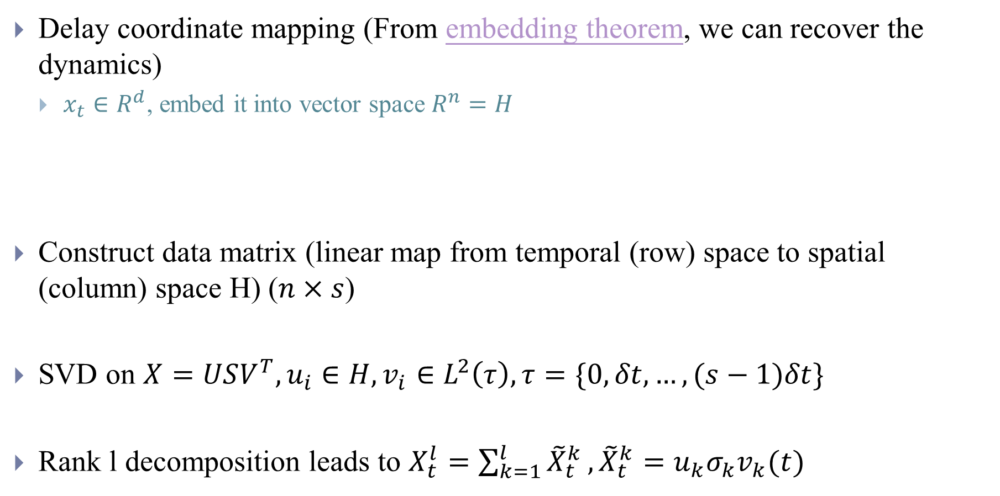 Delay coordinate mapping (From embedding theorem, we can recover the
dynamics)
$x_t \in R^d$, embed it into vector space $R^n = H$
Construct data matrix (linear map from temporal (row) space to spatial
(column) space H) ($n \times s$)
SVD on $X = USV^T, u_i \in H, v_i \in L^2(\tau), \tau = \{0, \delta t, \ldots, (s-1)\delta t\}$
Rank l decomposition leads to $X_t^l = \sum_{k=1}^{l} \tilde{X}_t^k, \tilde{X}_t^k = u_k \sigma_k v_k(t)$